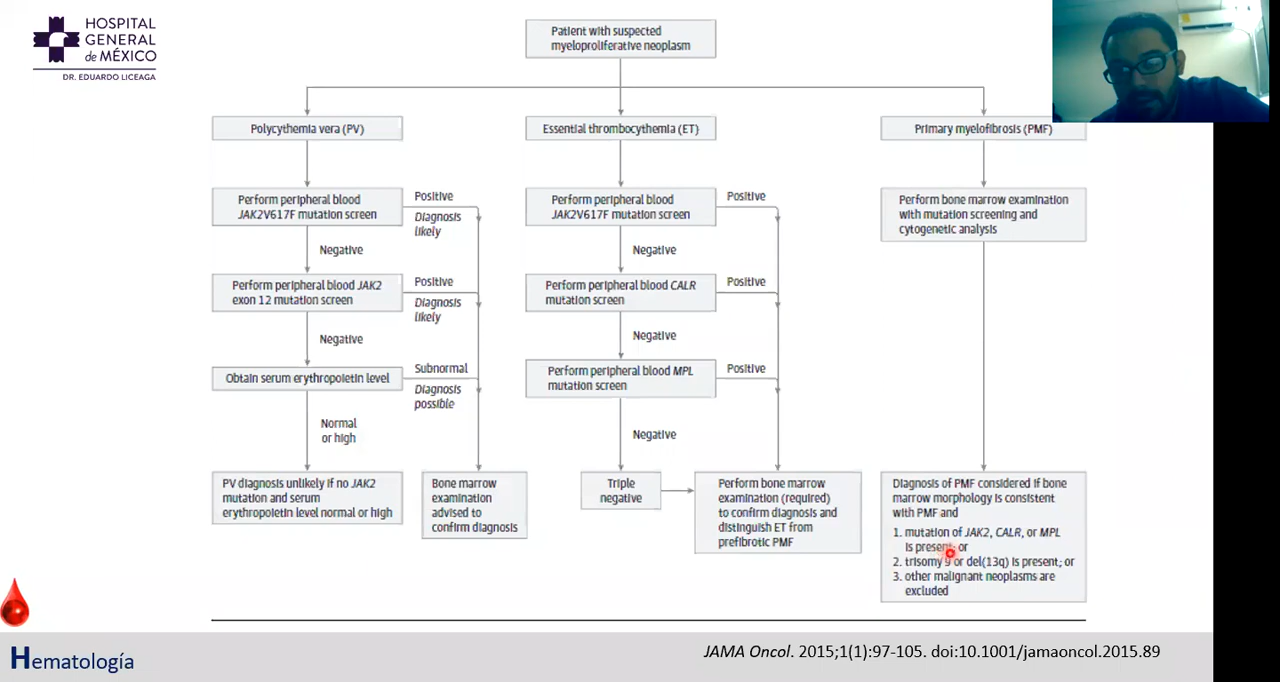 HOSPITAL
GENERAL
de MÉXICO
DR. EDUARDO LICEAGA
Patient with suspected
myeloproliferative neoplasm
Polycythemia vera (PV)
Essential thrombocythemia (ET)
Primary myelofibrosis (PMF)
Perform peripheral blood
JAK2V617F mutation screen
Positive
Diagnosis
likely
Negative
Perform peripheral blood JAK2
exon 12 mutation screen
Positive
Diagnosis
likely
Negative
Obtain serum erythropoietin level
Subnormal
Diagnosis
possible
Normal
or high
PV diagnosis unlikely if no JAK2
mutation and serum
erythropoietin level normal or high
Bone marrow
examination
advised to
confirm diagnosis
Perform peripheral blood
JAK2V617F mutation screen
Positive
Negative
Perform peripheral blood CALR
mutation screen
Positive
Negative
Perform peripheral blood MPL
mutation screen
Positive
Negative
Triple
negative
Perform bone marrow
examination (required)
to confirm diagnosis and
distinguish ET from
prefibrotic PMF
Perform bone marrow examination
with mutation screening and
cytogenetic analysis
Diagnosis of PMF considered if bone
marrow morphology is consistent
with PMF and
1. mutation of JAK2, CALR, or MPL
is present; or
2. trisomy 9 or del(13q) is present; or
3. other malignant neoplasms are
excluded
Hematología
JAMA Oncol. 2015;1(1):97-105. doi:10.1001/jamaoncol.2015.89